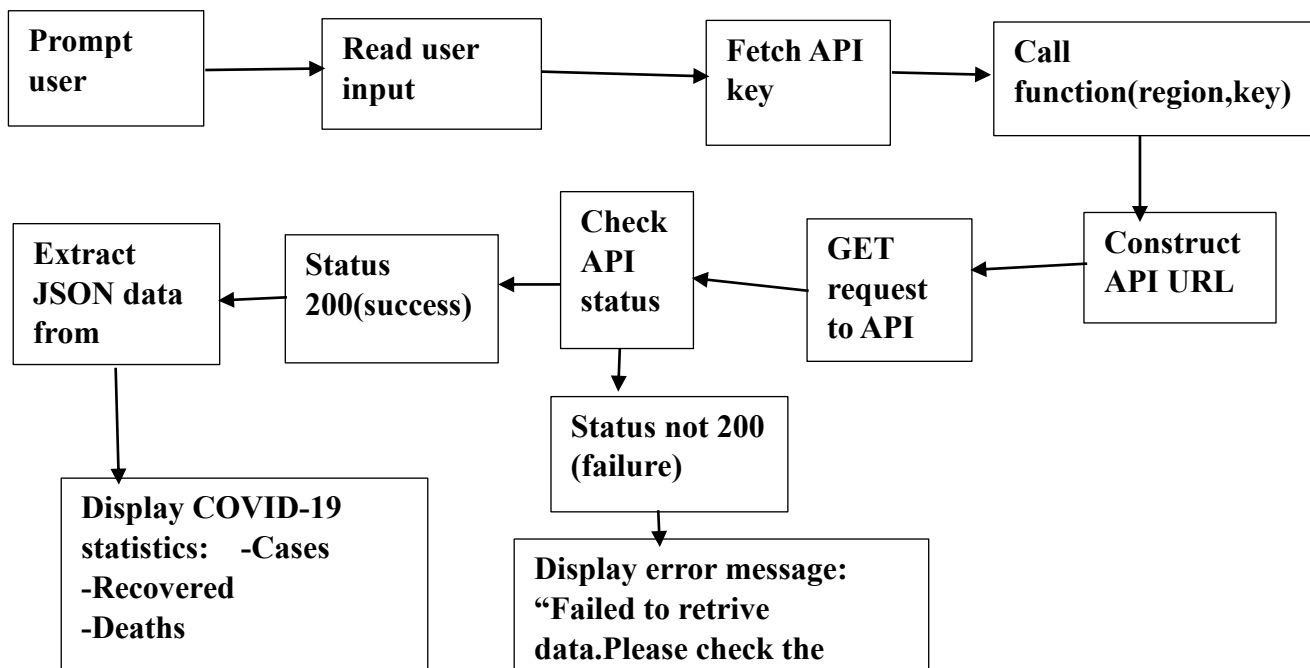 Prompt
user
Read user
input
Fetch API
key
Call
function(region,key)
Construct
API URL
GET
request
to API
Check
API
status
Status
200(success)
Extract
JSON data
from
Status not 200
(failure)
Display COVID-19
statistics:    -Cases
-Recovered
-Deaths
Display error message:
“Failed to retrive
data.Please check the